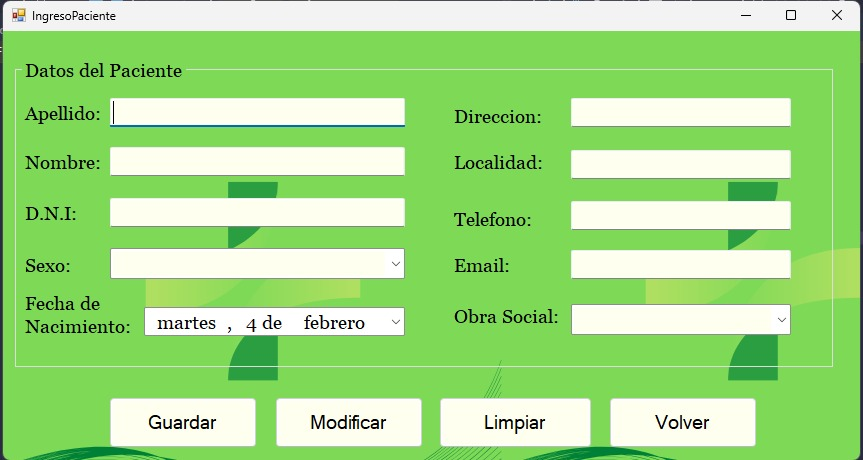 IngresoPaciente
Datos del Paciente
Apellido:
Nombre:
D.N.I:
Sexo:
Fecha de
Nacimiento:
martes , 4 de febrero
Direccion:
Localidad:
Telefono:
Email:
Obra Social:
Guardar
Modificar
Limpiar
Volver